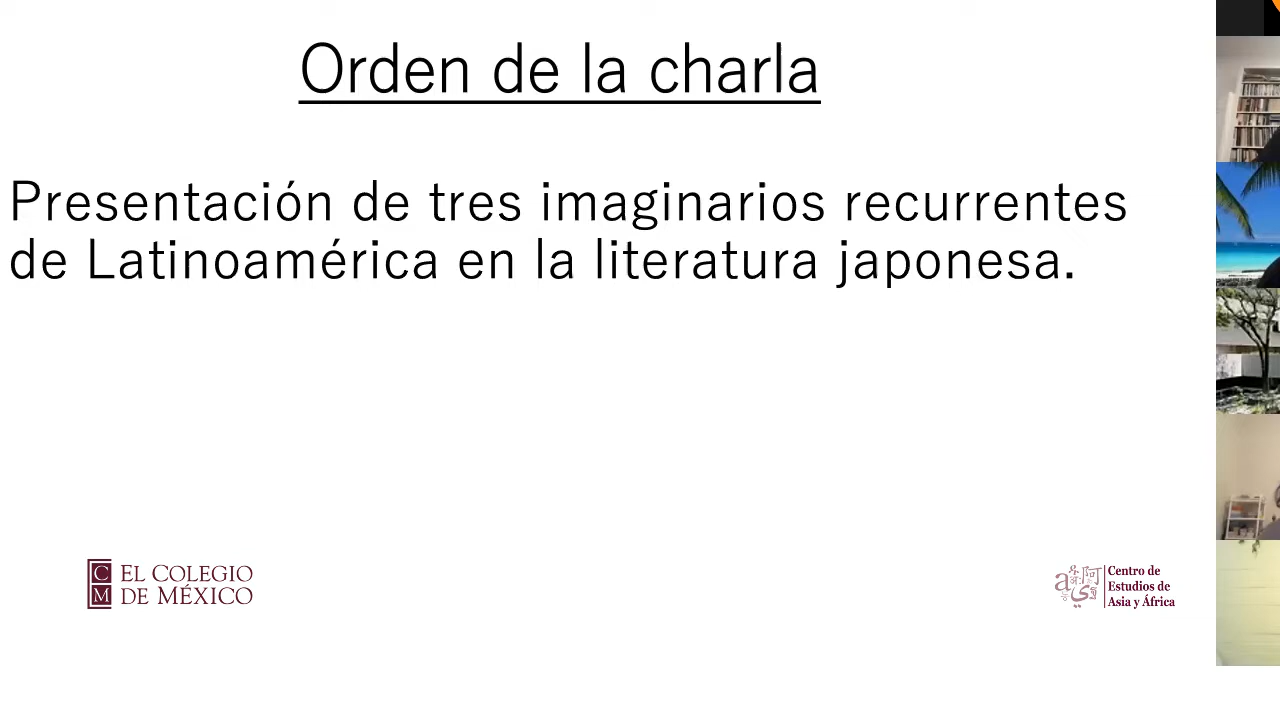 Orden de la charla
Presentación de tres imaginarios recurrentes
de Latinoamérica en la literatura japonesa.
C
M
EL COLEGIO
DE MÉXICO
Centro de
Estudios de
Asia y África